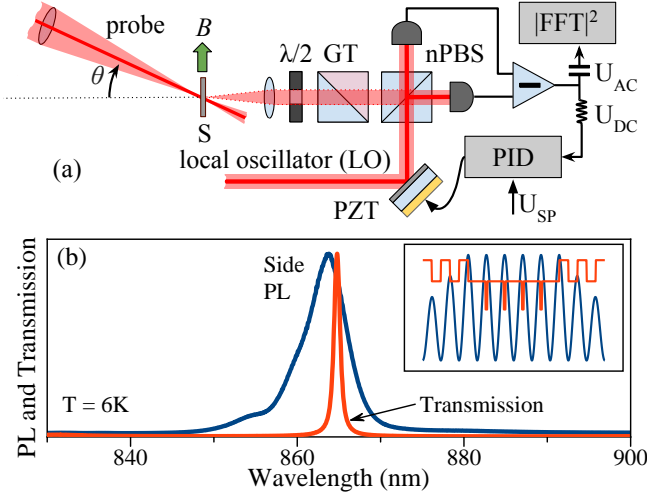 probe
B
θ
S
λ/2
GT
nPBS
|FFT|²
U_AC
U_DC
PID
U_SP
local oscillator (LO)
PZT
(a)
(b)
Side
PL
T = 6K
Transmission
PL and Transmission
840
860
880
900
Wavelength (nm)